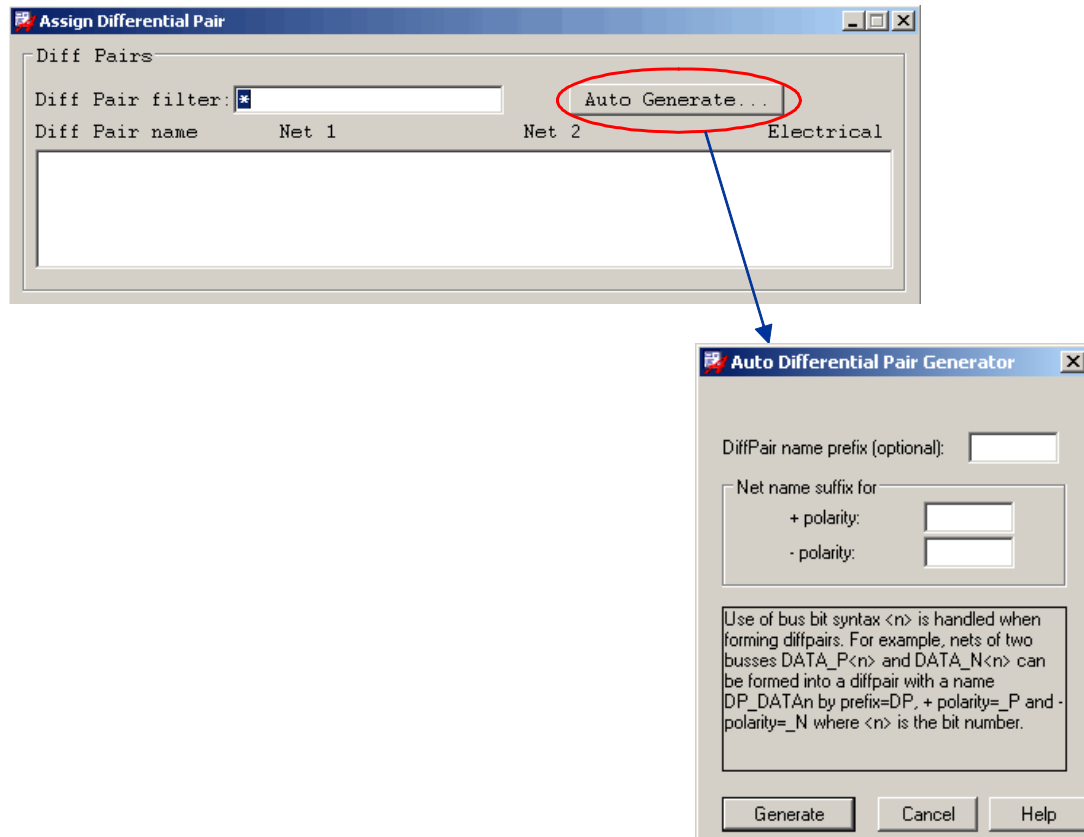 Assign Differential Pair
Diff Pairs
Diff Pair filter: * Auto Generate...
Diff Pair name Net 1 Net 2 Electrical
Auto Differential Pair Generator
DiffPair name prefix (optional):
Net name suffix for
+ polarity:
- polarity:
Use of bus bit syntax <n> is handled when
forming diffpairs. For example, nets of two
busses DATA_P<n> and DATA_N<n> can
be formed into a diffpair with a name
DP_DATAn by prefix=DP, + polarity=_P and -
polarity=_N where <n> is the bit number.
Generate Cancel Help